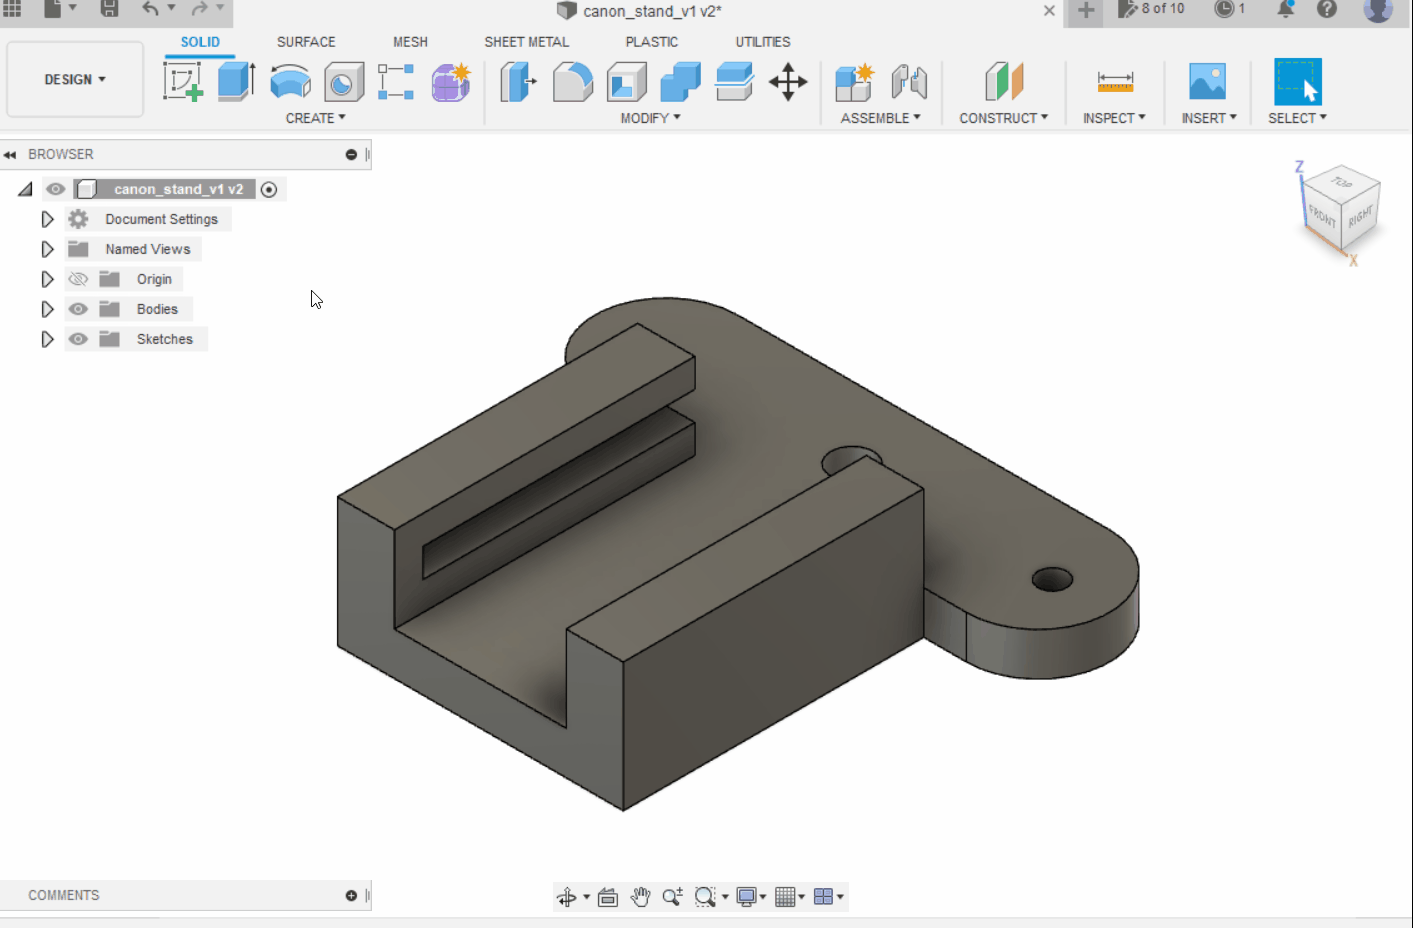 canon_stand_v1 v2*
8 of 10
1
SOLID SURFACE MESH SHEET METAL PLASTIC UTILITIES
DESIGN
CREATE MODIFY ASSEMBLE CONSTRUCT INSPECT INSERT SELECT
BROWSER
canon_stand_v1 v2
Document Settings
Named Views
Origin
Bodies
Sketches
Z
TOP
FRONT RIGHT
X
COMMENTS